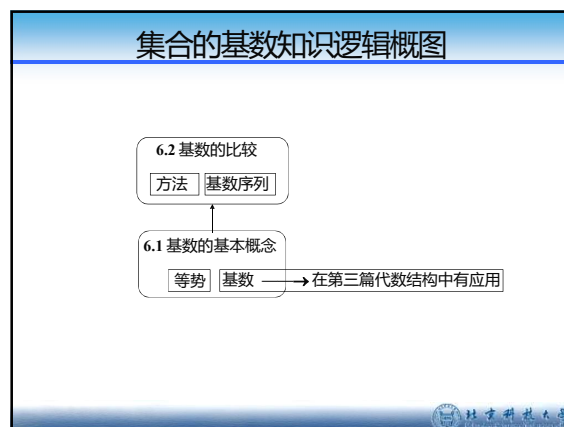 集合的基数知识逻辑概图
6.2 基数的比较
方法 基数序列
6.1 基数的基本概念
等势 基数 在第三篇代数结构中有应用
北京科技大学